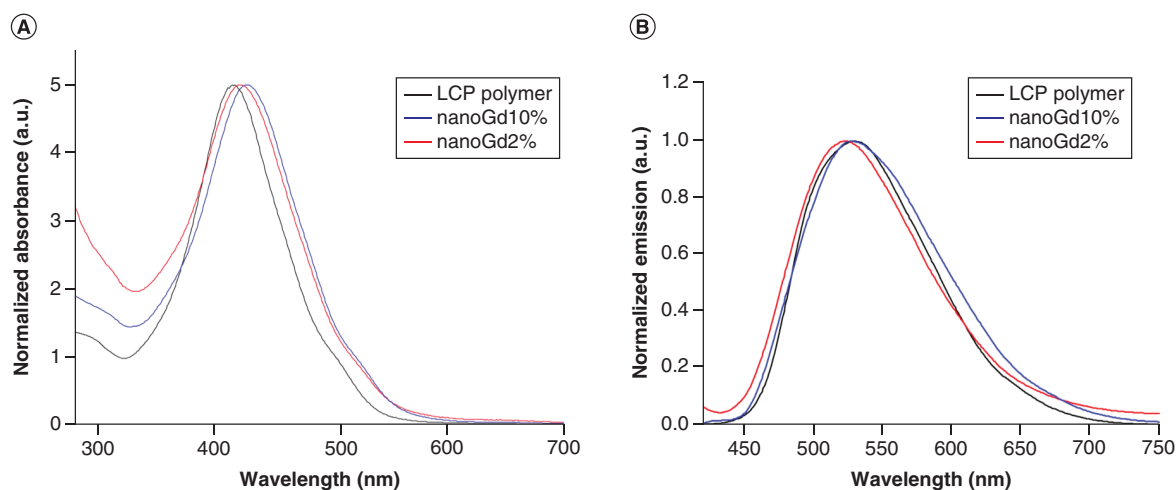 A
Normalized absorbance (a.u.)
5
4
3
2
1
0
300 400 500 600 700
Wavelength (nm)
LCP polymer
nanoGd10%
nanoGd2%
B
Normalized emission (a.u.)
1.2
1.0
0.8
0.6
0.4
0.2
0.0
450 500 550 600 650 700 750
Wavelength (nm)
LCP polymer
nanoGd10%
nanoGd2%